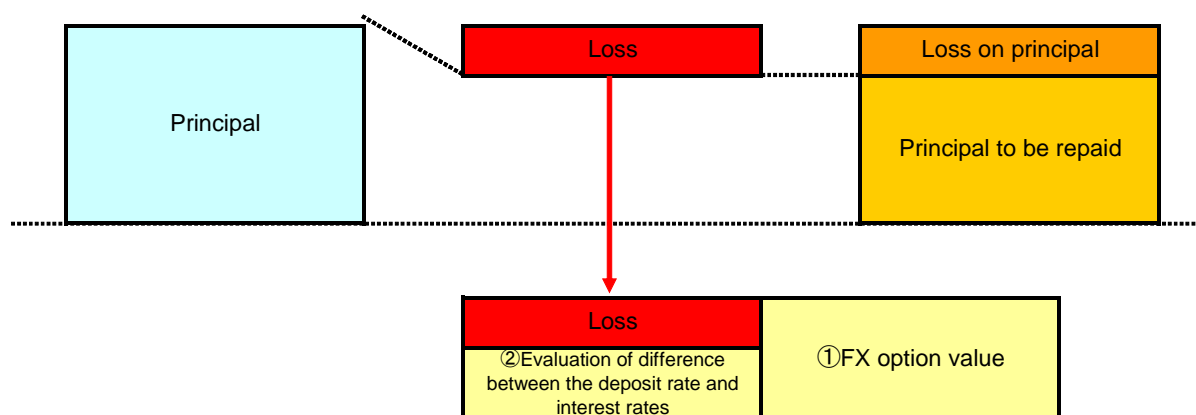 Principal
Loss
Loss on principal
Principal to be repaid
Loss
②Evaluation of difference
between the deposit rate and
interest rates
①FX option value